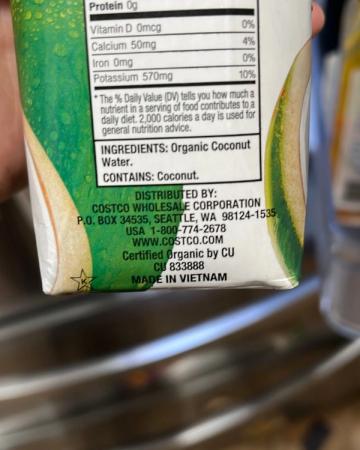 Protein 0g
Vitamin D 0mcg 0%
Calcium 50mg 4%
Iron 0mg 0%
Potassium 570mg 10%
* The % Daily Value (DV) tells you how much a
nutrient in a serving of food contributes to a
daily diet. 2,000 calories a day is used for
general nutrition advice.
INGREDIENTS: Organic Coconut
Water.
CONTAINS: Coconut.
DISTRIBUTED BY:
COSTCO WHOLESALE CORPORATION
P.O. BOX 34535, SEATTLE, WA 98124-1535
USA 1-800-774-2678
WWW.COSTCO.COM
Certified Organic by CU
CU 833888
MADE IN VIETNAM